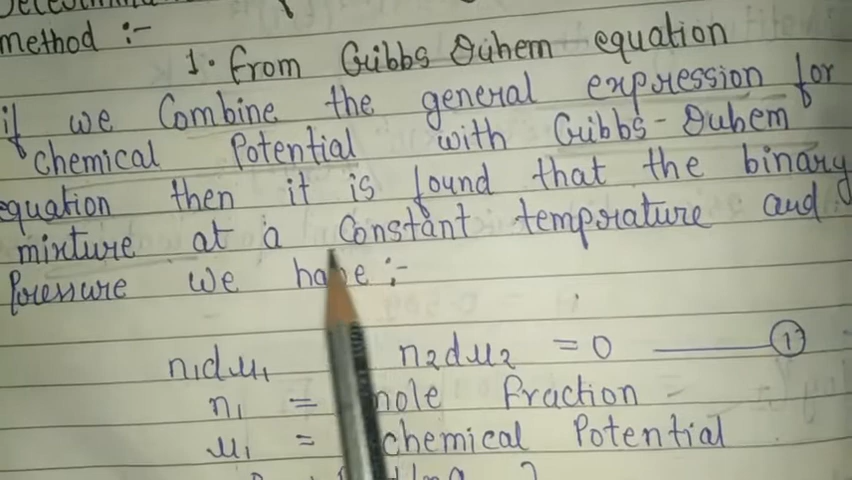 method :-
1. From Gibbs Duhem equation
if we Combine the general expression for
chemical Potential with Gibbs-Duhem
equation then it is found that the binary
mixture at a constant temprature and
Pressure we have :-
n₁dμ₁ n₂dμ₂ = 0 ①
n₁ = mole fraction
μ₁ = chemical Potential